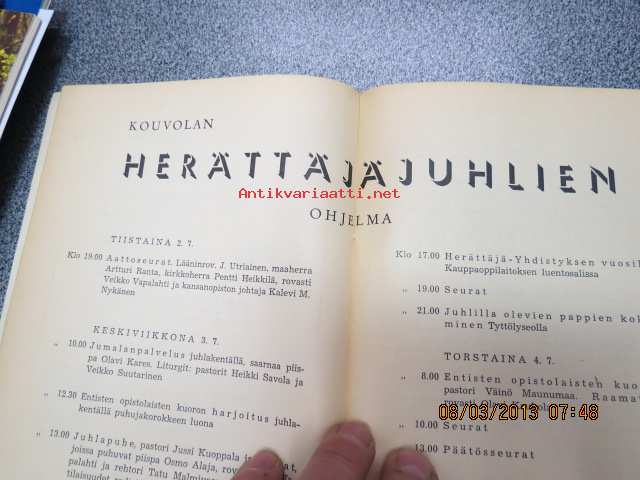 KOUVOLAN
HERÄTTÄJÄJUHLIEN
Antikvariaatti.net
OHJELMA
TIISTAINA 2. 7.
Klo 19.00 Aattoseurat. Lääninrov. J. Utriainen, maaherra
Artturi Ranta, kirkkoherra Pentti Heikkilä, rovasti
Veikko Vapalahti ja kansanopiston johtaja Kalevi M.
Nykänen
KESKIVIIKKONA 3. 7.
„ 10.00 Jumalanpalvelus juhlakentällä, saarnaa piis-
pa Olavi Kares. Liturgit: pastorit Heikki Savola ja
Veikko Suutarinen
„ 12.30 Entisten opistolaisten kuoron harjoitus juhla-
kentällä puhujakorokkeen luona
„ 13.00 Juhlapuhe, pastori Jussi Kuoppala
joissa puhuvat piispa Osmo Alaja,
palahti ja rehtori Tatu
tilaisuudet
Klo 17.00 Herättäjä-Yhdistyksen
Kauppaoppilaitoksen luentosalissa
„ 19.00 Seurat
„ 21.00 Juhlilla olevien pappien
minen Tyttölyseolla
TORSTAINA 4. 7.
„ 8.00 Entisten opistolaisten
pastori Väinö Maunumaa.
rovasti
„ 10.00 Seurat
13.00 Päätösseurat
08/03/2013 07:48